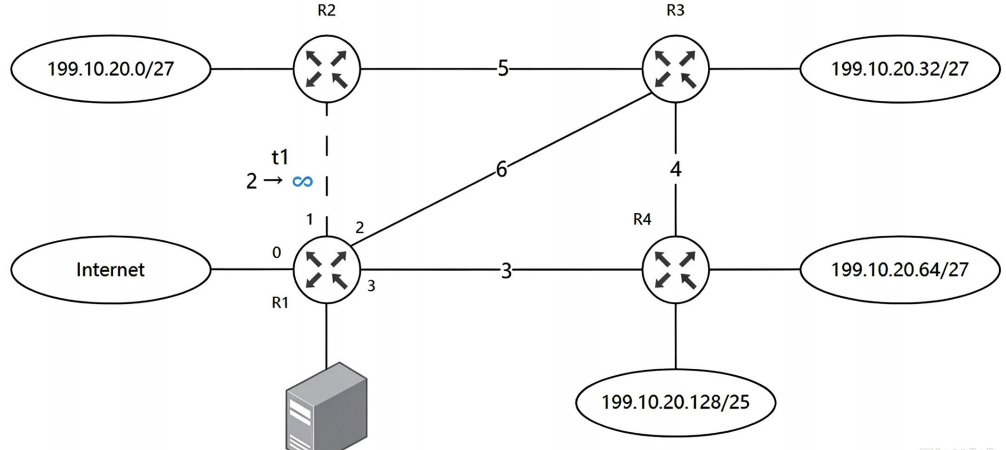 R2
R3
199.10.20.0/27
5
199.10.20.32/27
t1
2 → ∞
6
4
1
2
R4
0
Internet
3
3
199.10.20.64/27
R1
199.10.20.128/25